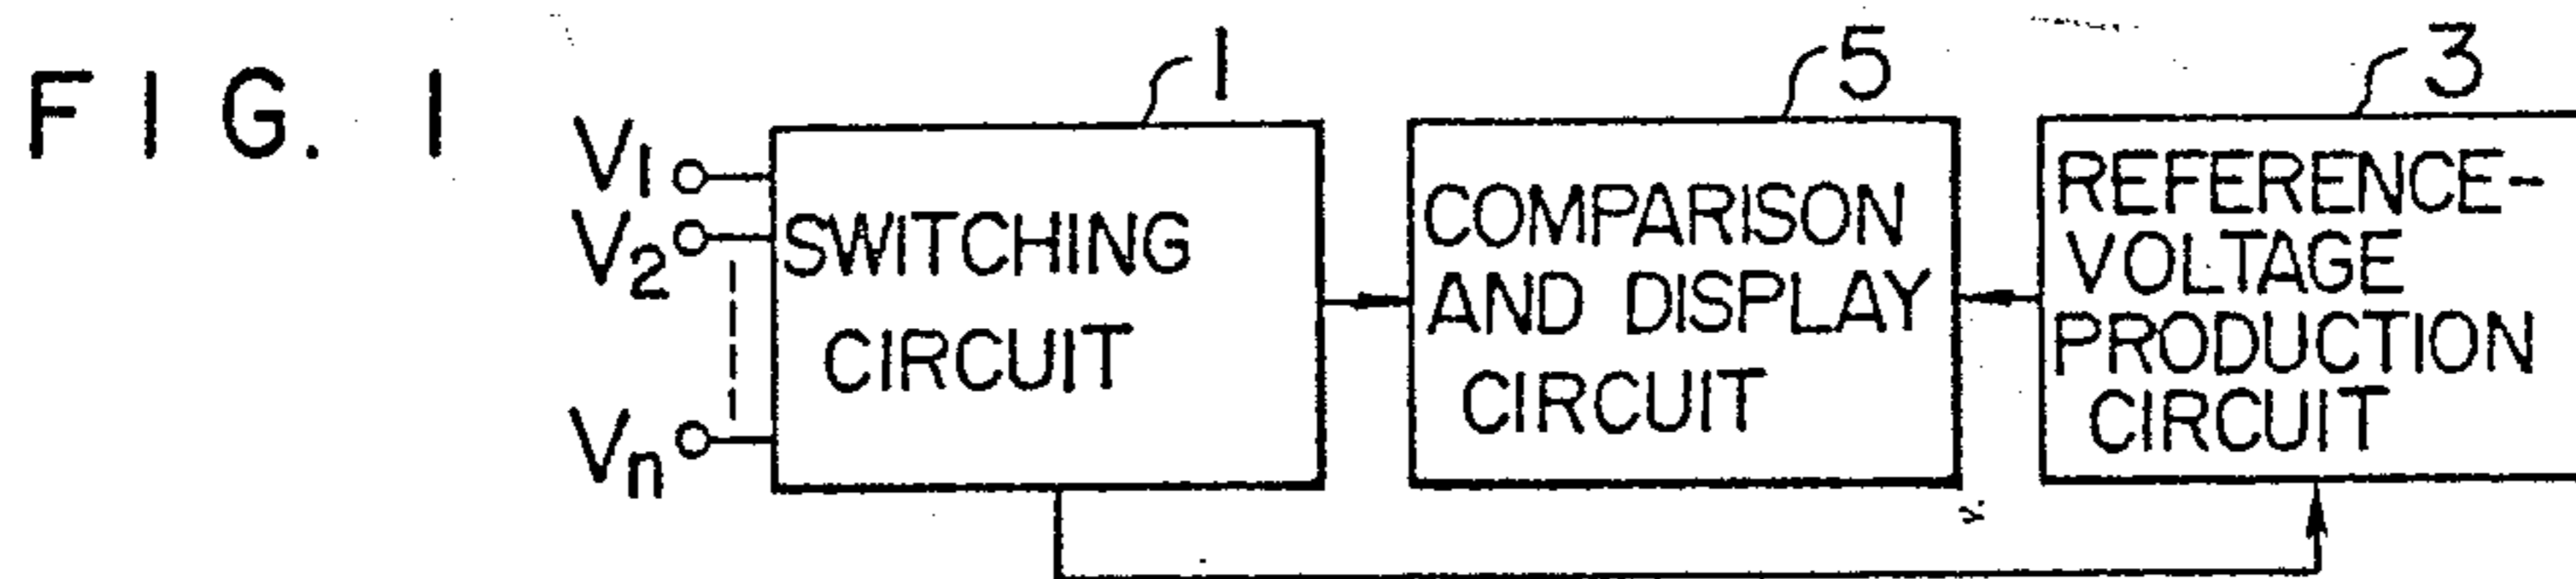 FIG. 1
1
5
3
V1
V2
Vn
SWITCHING
CIRCUIT
COMPARISON
AND DISPLAY
CIRCUIT
REFERENCE-
VOLTAGE
PRODUCTION
CIRCUIT